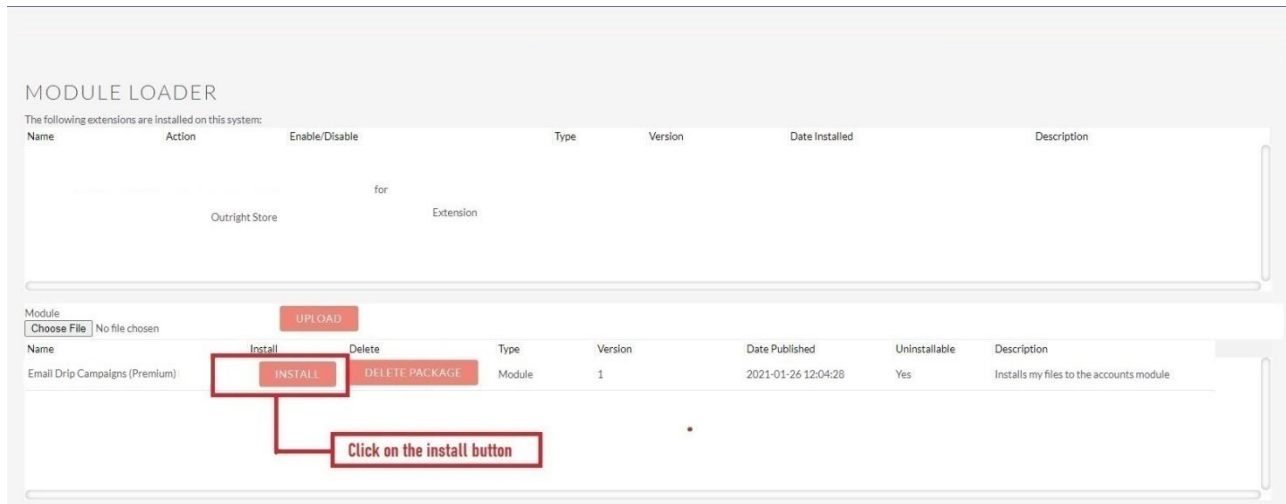 MODULE LOADER
The following extensions are installed on this system:
Name Action Enable/Disable Type Version Date Installed Description
for
Outright Store Extension
Module
Choose File No file chosen UPLOAD
Name Install Delete Type Version Date Published Uninstallable Description
Email Drip Campaigns (Premium) INSTALL DELETE PACKAGE Module 1 2021-01-26 12:04:28 Yes Installs my files to the accounts module
Click on the install button